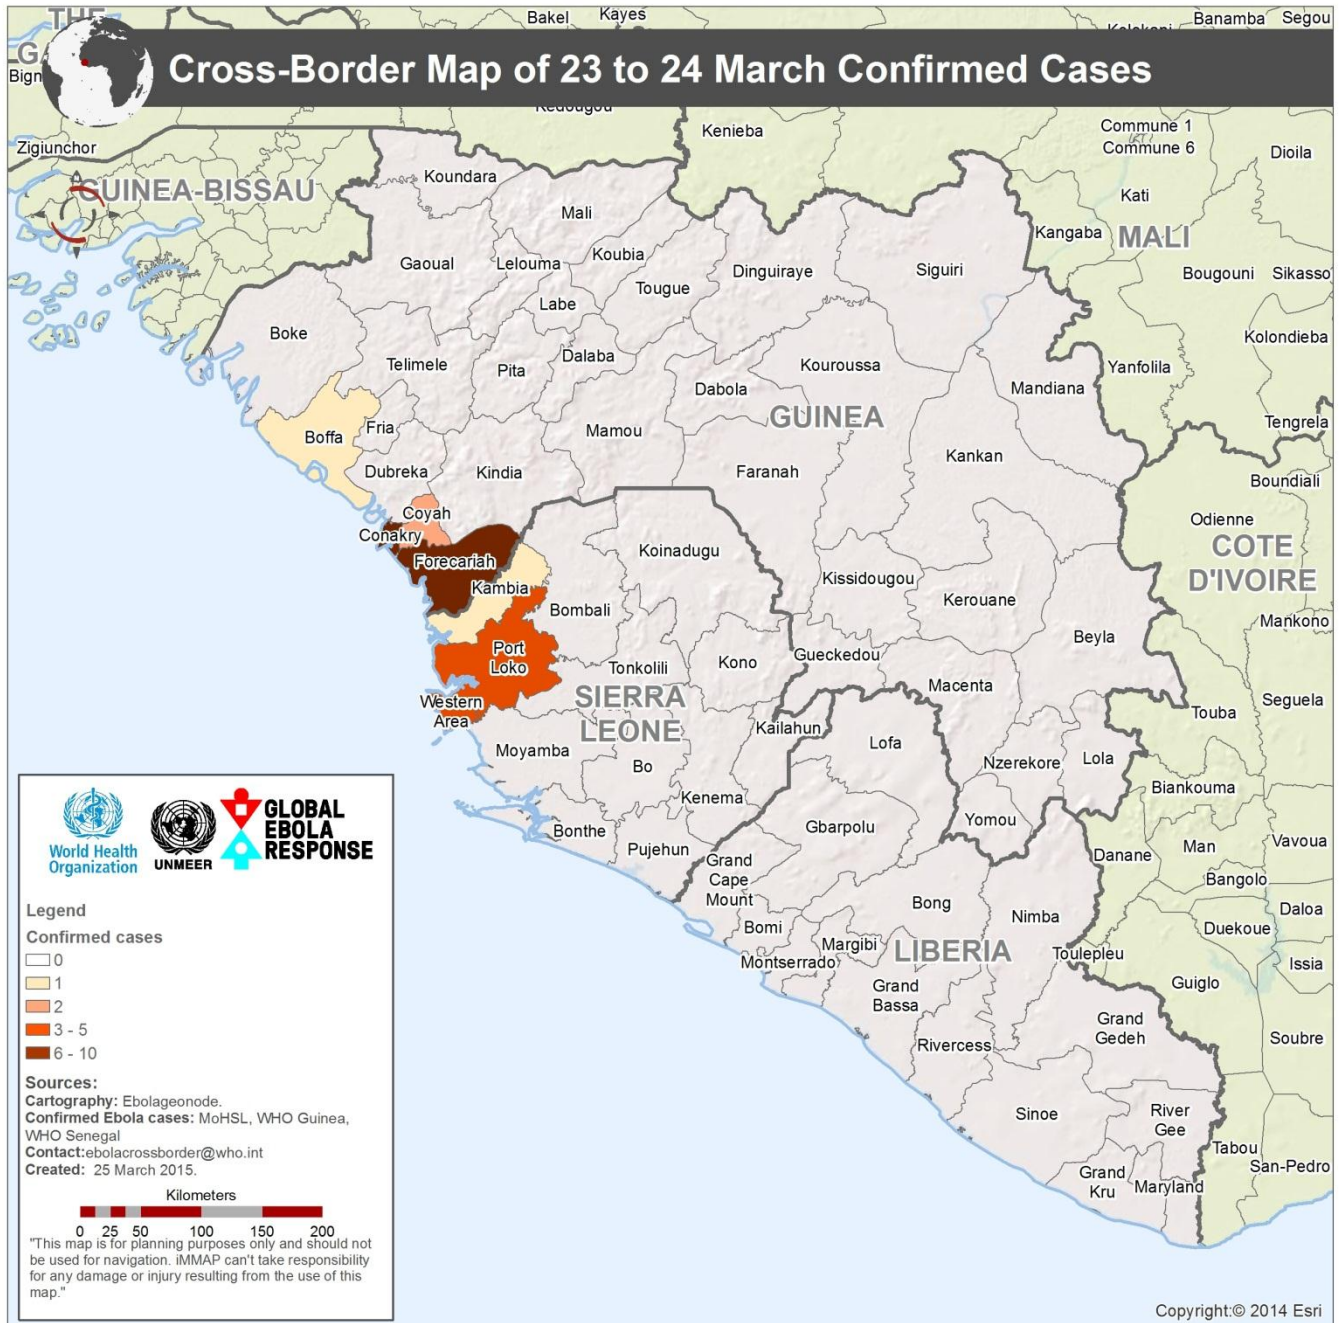 THE
G
Bakel
Kayes
Kolokani
Banamba
Segou
Bign
Cross-Border Map of 23 to 24 March Confirmed Cases
Kedougou
Kenieba
Commune 1
Commune 6
Dioila
Zigiunchor
GUINEA-BISSAU
Koundara
Mali
Kati
Kangaba
MALI
Gaoual
Lelouma
Koubia
Dinguiraye
Siguiri
Bougouni
Sikasso
Tougue
Labe
Boke
Telimele
Pita
Dalaba
Kouroussa
Kolondieba
Yanfolila
Dabola
Mandiana
GUINEA
Tengrela
Boffa
Fria
Mamou
Kankan
Dubreka
Kindia
Faranah
Boundiali
Coyah
Conakry
Odienne
COTE
D'IVOIRE
Koinadugu
Forecariah
Kambia
Kissidougou
Kerouane
Bombali
Mankono
Beyla
Port
Loko
Tonkolili
Kono
Gueckedou
Macenta
SIERRA
LEONE
Western
Area
Seguela
Touba
Kailahun
Lofa
Moyamba
Bo
Nzerekore
Lola
Biankouma
Kenema
Yomou
Gbarpolu
Bonthe
Pujehun
Danane
Man
Vavoua
Grand
Cape
Mount
Bangolo
Bong
Nimba
Daloa
Bomi
Duekoue
Margibi
LIBERIA
Toulepleu
Montserrado
Issia
Guiglo
Grand
Bassa
Grand
Gedeh
Rivercess
Soubre
Sinoe
River
Gee
Tabou
San-Pedro
Grand
Kru
Maryland
World Health
Organization
UNMEER
GLOBAL
EBOLA
RESPONSE
Legend
Confirmed cases
0
1
2
3 - 5
6 - 10
Sources:
Cartography: Ebolageonode.
Confirmed Ebola cases: MoHSL, WHO Guinea,
WHO Senegal
Contact:ebolacrossborder@who.int
Created: 25 March 2015.
Kilometers
0 25 50 100 150 200
"This map is for planning purposes only and should not
be used for navigation. iMMAP can't take responsibility
for any damage or injury resulting from the use of this
map."
Copyright:© 2014 Esri